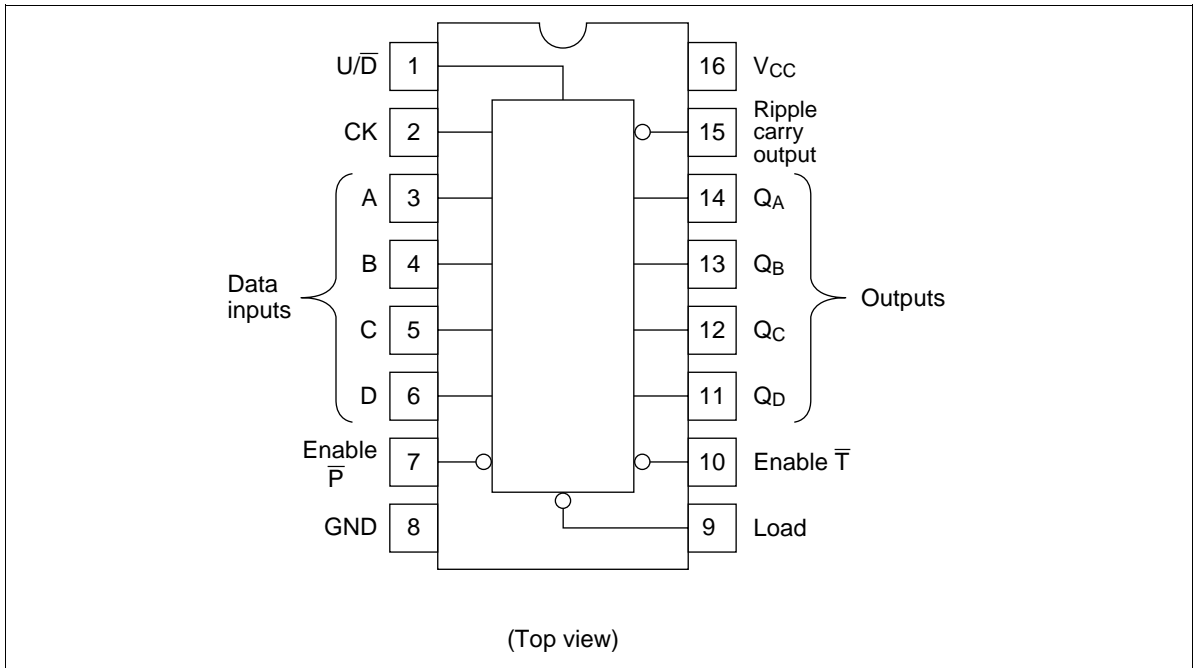 U/D̅ 1
16 VCC
CK 2
15 Ripple
carry
output
A 3
14 QA
B 4
13 QB
Data
inputs
Outputs
C 5
12 QC
D 6
11 QD
Enable
P̅ 7
10 Enable T̅
GND 8
9 Load
(Top view)